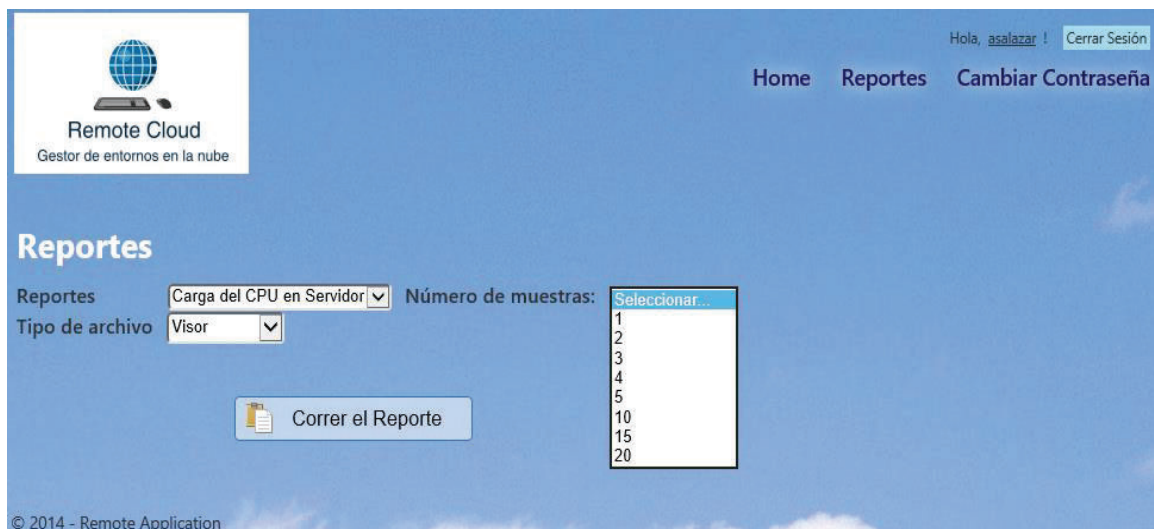 Hola, asalazar !
Cerrar Sesión
Home
Reportes
Cambiar Contraseña
Remote Cloud
Gestor de entornos en la nube
Reportes
Reportes
Carga del CPU en Servidor
Número de muestras:
Seleccionar...
1
2
3
4
5
10
15
20
Tipo de archivo
Visor
Correr el Reporte
© 2014 - Remote Application